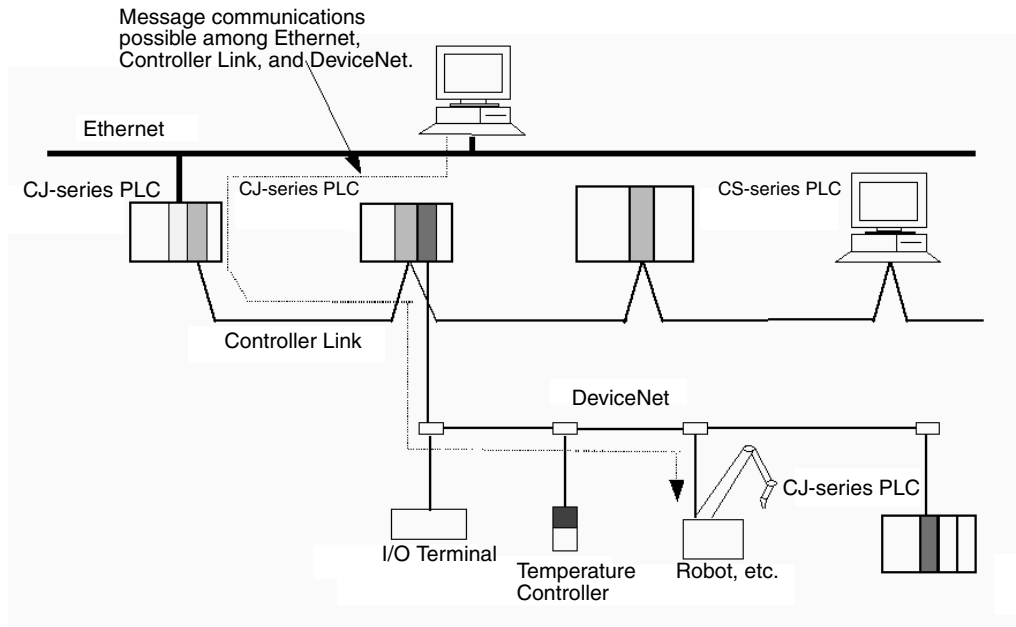 Message communications
possible among Ethernet,
Controller Link, and DeviceNet.
Ethernet
CJ-series PLC
CJ-series PLC
CS-series PLC
Controller Link
DeviceNet
CJ-series PLC
I/O Terminal
Temperature
Controller
Robot, etc.